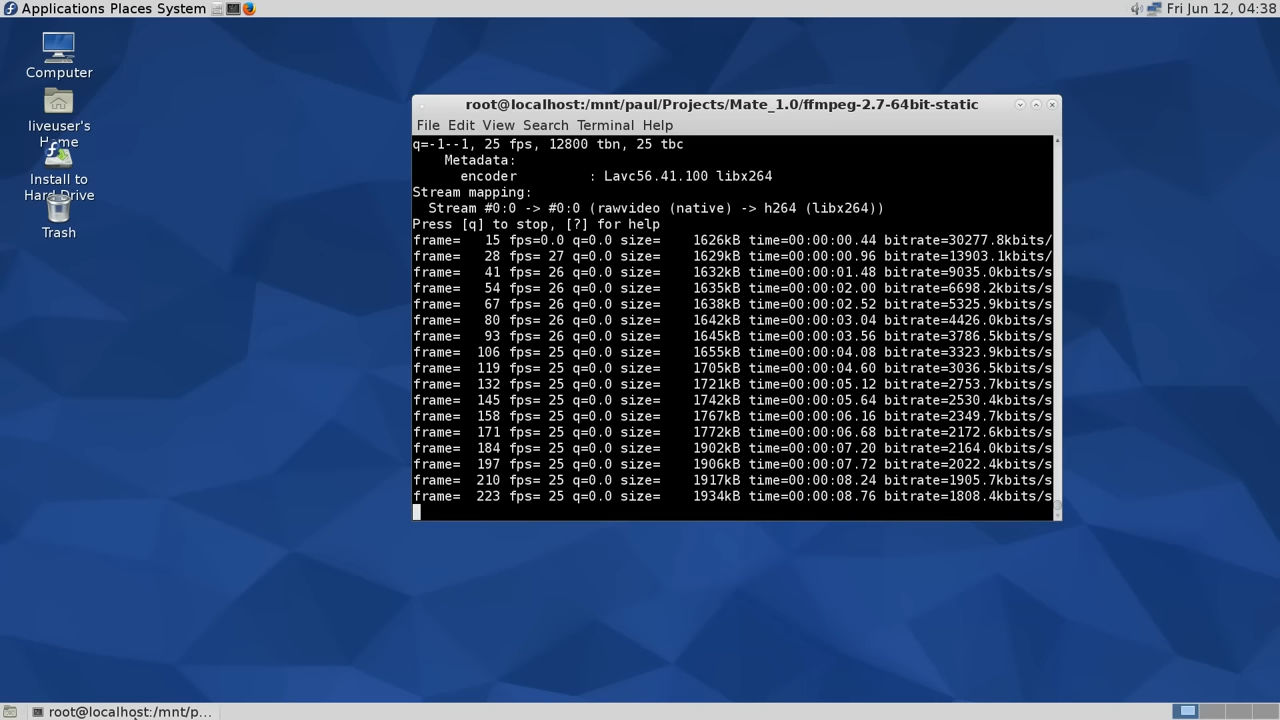 Applications Places System
Fri Jun 12, 04:38
Computer
liveuser's
Home
Install to
Hard Drive
Trash
root@localhost:/mnt/paul/Projects/Mate_1.0/ffmpeg-2.7-64bit-static
File Edit View Search Terminal Help
q=-1--1, 25 fps, 12800 tbn, 25 tbc
Metadata:
encoder : Lavc56.41.100 libx264
Stream mapping:
Stream #0:0 -> #0:0 (rawvideo (native) -> h264 (libx264))
Press [q] to stop, [?] for help
frame= 15 fps=0.0 q=0.0 size= 1626kB time=00:00:00.44 bitrate=30277.8kbits/
frame= 28 fps= 27 q=0.0 size= 1629kB time=00:00:00.96 bitrate=13903.1kbits/
frame= 41 fps= 26 q=0.0 size= 1632kB time=00:00:01.48 bitrate=9035.0kbits/s
frame= 54 fps= 26 q=0.0 size= 1635kB time=00:00:02.00 bitrate=6698.2kbits/s
frame= 67 fps= 26 q=0.0 size= 1638kB time=00:00:02.52 bitrate=5325.9kbits/s
frame= 80 fps= 26 q=0.0 size= 1642kB time=00:00:03.04 bitrate=4426.0kbits/s
frame= 93 fps= 26 q=0.0 size= 1645kB time=00:00:03.56 bitrate=3786.5kbits/s
frame= 106 fps= 25 q=0.0 size= 1655kB time=00:00:04.08 bitrate=3323.9kbits/s
frame= 119 fps= 25 q=0.0 size= 1705kB time=00:00:04.60 bitrate=3036.5kbits/s
frame= 132 fps= 25 q=0.0 size= 1721kB time=00:00:05.12 bitrate=2753.7kbits/s
frame= 145 fps= 25 q=0.0 size= 1742kB time=00:00:05.64 bitrate=2530.4kbits/s
frame= 158 fps= 25 q=0.0 size= 1767kB time=00:00:06.16 bitrate=2349.7kbits/s
frame= 171 fps= 25 q=0.0 size= 1772kB time=00:00:06.68 bitrate=2172.6kbits/s
frame= 184 fps= 25 q=0.0 size= 1902kB time=00:00:07.20 bitrate=2164.0kbits/s
frame= 197 fps= 25 q=0.0 size= 1906kB time=00:00:07.72 bitrate=2022.4kbits/s
frame= 210 fps= 25 q=0.0 size= 1917kB time=00:00:08.24 bitrate=1905.7kbits/s
frame= 223 fps= 25 q=0.0 size= 1934kB time=00:00:08.76 bitrate=1808.4kbits/s
root@localhost:/mnt/p...